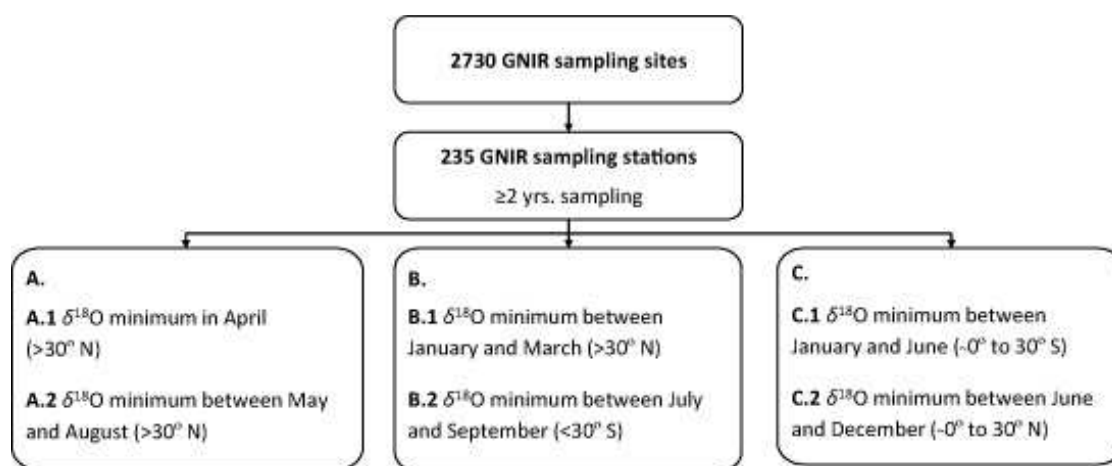 2730 GNIR sampling sites
235 GNIR sampling stations
≥2 yrs. sampling
A.
A.1 δ¹⁸O minimum in April
(>30° N)
A.2 δ¹⁸O minimum between May
and August (>30° N)
B.
B.1 δ¹⁸O minimum between
January and March (>30° N)
B.2 δ¹⁸O minimum between July
and September (<30° S)
C.
C.1 δ¹⁸O minimum between
January and June (-0° to 30° S)
C.2 δ¹⁸O minimum between June
and December (-0° to 30° N)